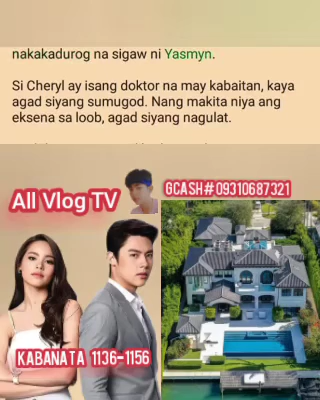 nakakadurog na sigaw ni Yasmyn.
Si Cheryl ay isang doktor na may kabaitan, kaya
agad siyang sumugod. Nang makita niya ang
eksena sa loob, agad siyang nagulat.
All Vlog TV
GCASH#09310687321
KABANATA 1136-1156